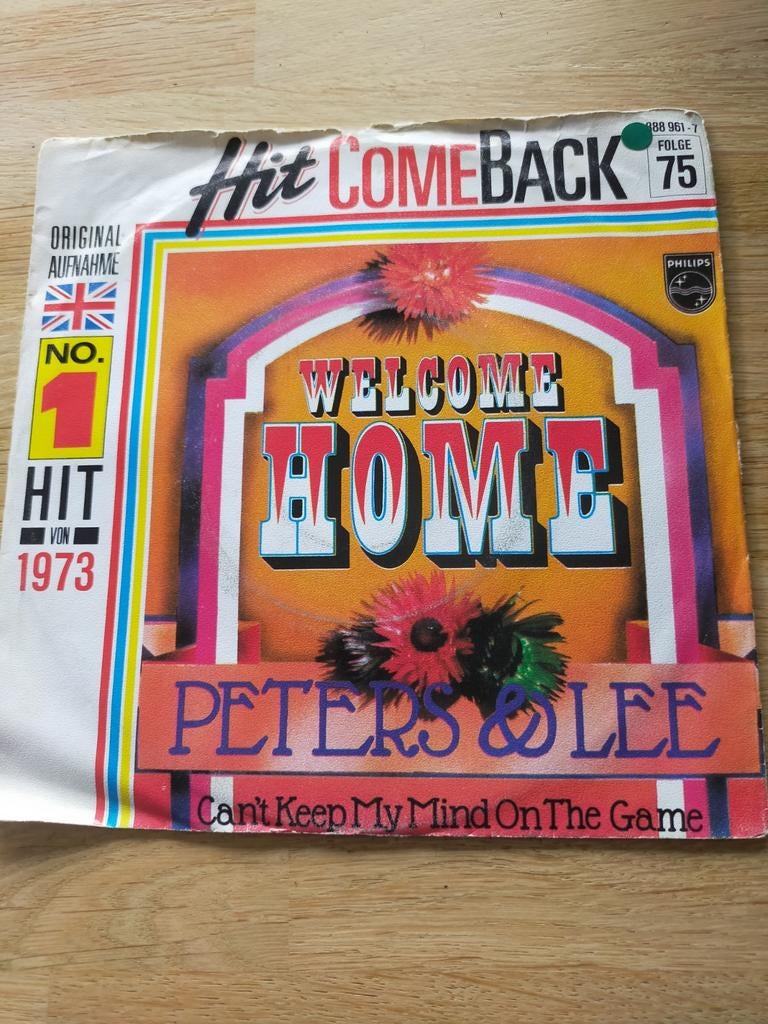 Hit COMEBACK
888 961 - 7
FOLGE
75
ORIGINAL
AUFNAHME
NO.
1
HIT
VON
1973
PHILIPS
WELCOME
HOME
PETERS & LEE
Can't Keep My Mind On The Game